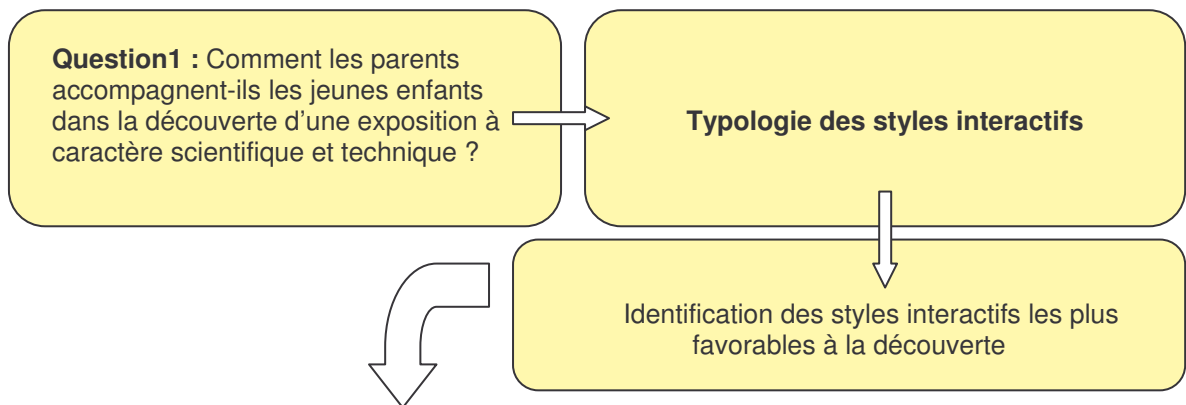 Question1 : Comment les parents
accompagnent-ils les jeunes enfants
dans la découverte d'une exposition à
caractère scientifique et technique ?
Typologie des styles interactifs
Identification des styles interactifs les plus
favorables à la découverte